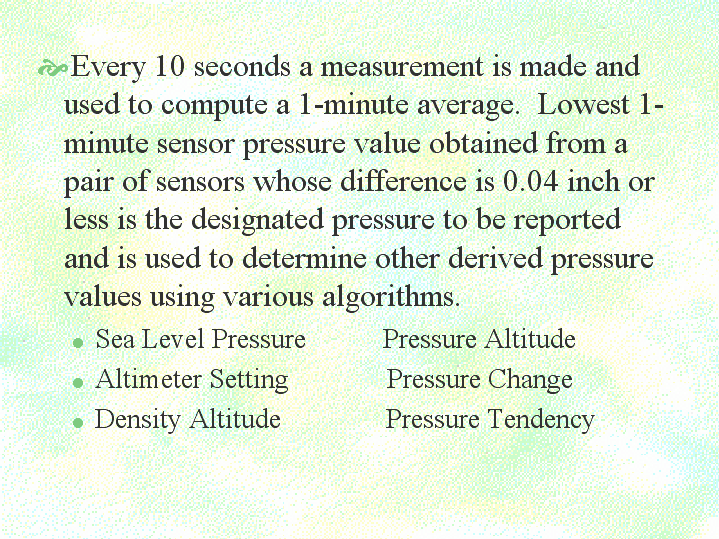 Every 10 seconds a measurement is made and
used to compute a 1-minute average.  Lowest 1-
minute sensor pressure value obtained from a
pair of sensors whose difference is 0.04 inch or
less is the designated pressure to be reported
and is used to determine other derived pressure
values using various algorithms.
Sea Level Pressure Pressure Altitude
Altimeter Setting Pressure Change
Density Altitude Pressure Tendency